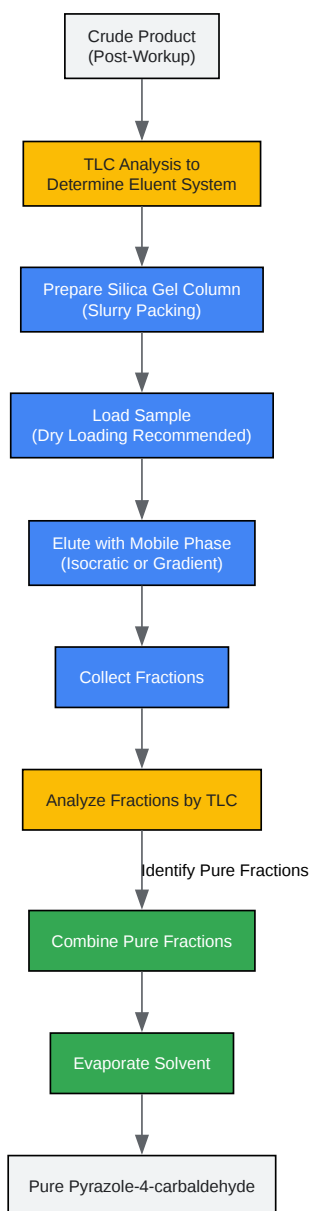 Crude Product
(Post-Workup)
TLC Analysis to
Determine Eluent System
Prepare Silica Gel Column
(Slurry Packing)
Load Sample
(Dry Loading Recommended)
Elute with Mobile Phase
(Isocratic or Gradient)
Collect Fractions
Analyze Fractions by TLC
Identify Pure Fractions
Combine Pure Fractions
Evaporate Solvent
Pure Pyrazole-4-carbaldehyde